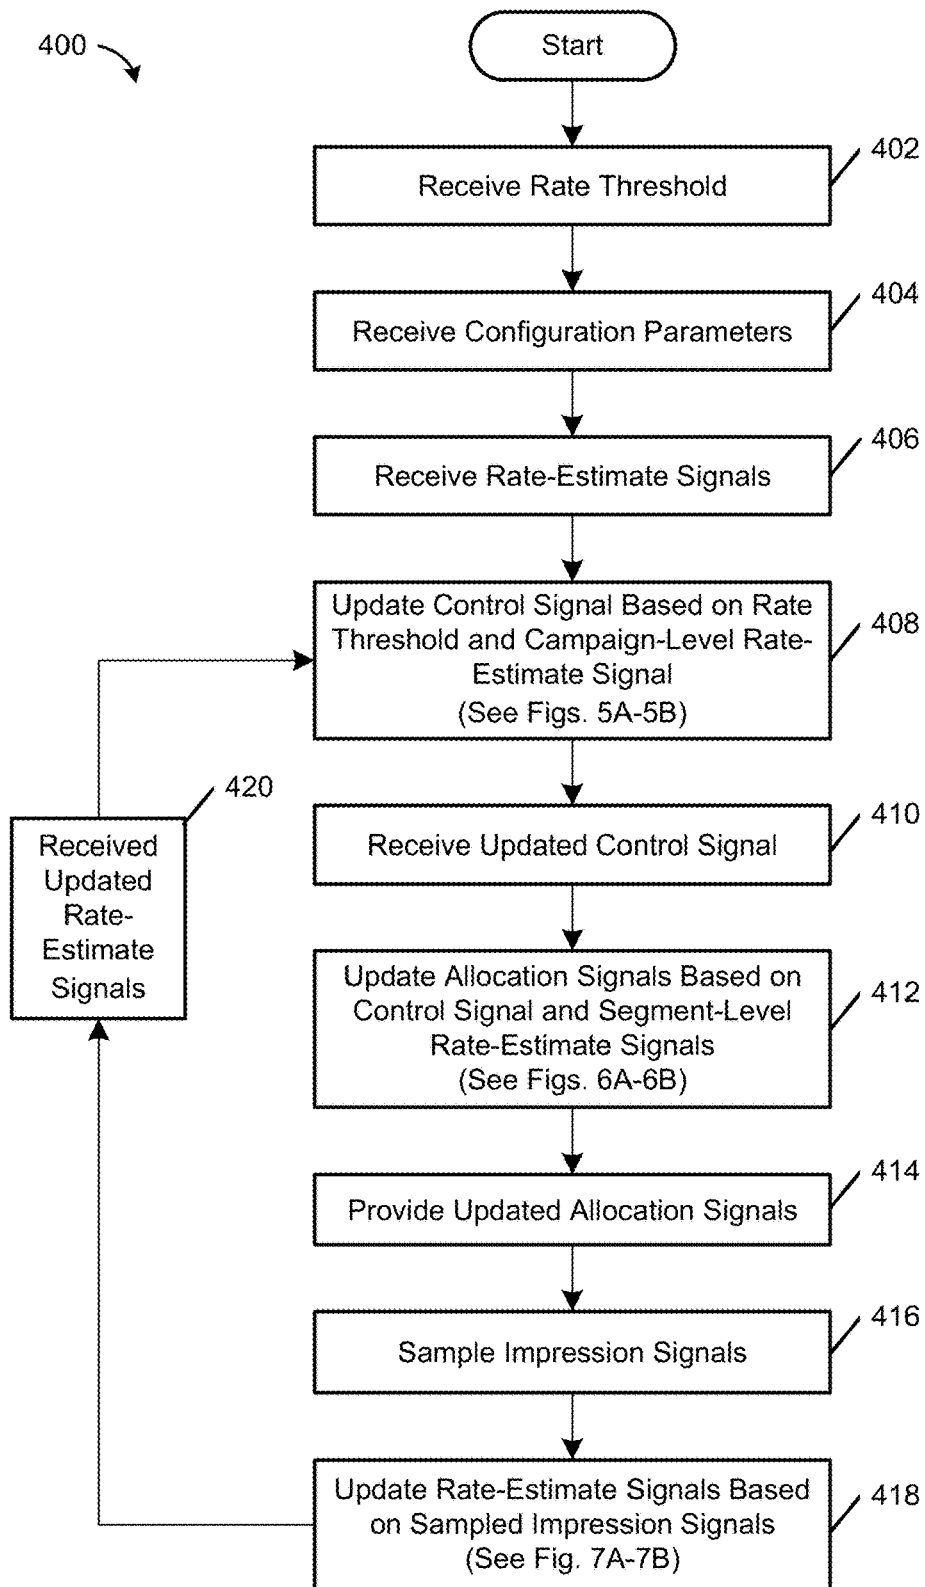 400
Start
402
Receive Rate Threshold
404
Receive Configuration Parameters
406
Receive Rate-Estimate Signals
Update Control Signal Based on Rate
Threshold and Campaign-Level Rate-
Estimate Signal
(See Figs. 5A-5B)
408
420
Received
Updated
Rate-
Estimate
Signals
410
Receive Updated Control Signal
Update Allocation Signals Based on
Control Signal and Segment-Level
Rate-Estimate Signals
(See Figs. 6A-6B)
412
414
Provide Updated Allocation Signals
416
Sample Impression Signals
Update Rate-Estimate Signals Based
on Sampled Impression Signals
(See Fig. 7A-7B)
418